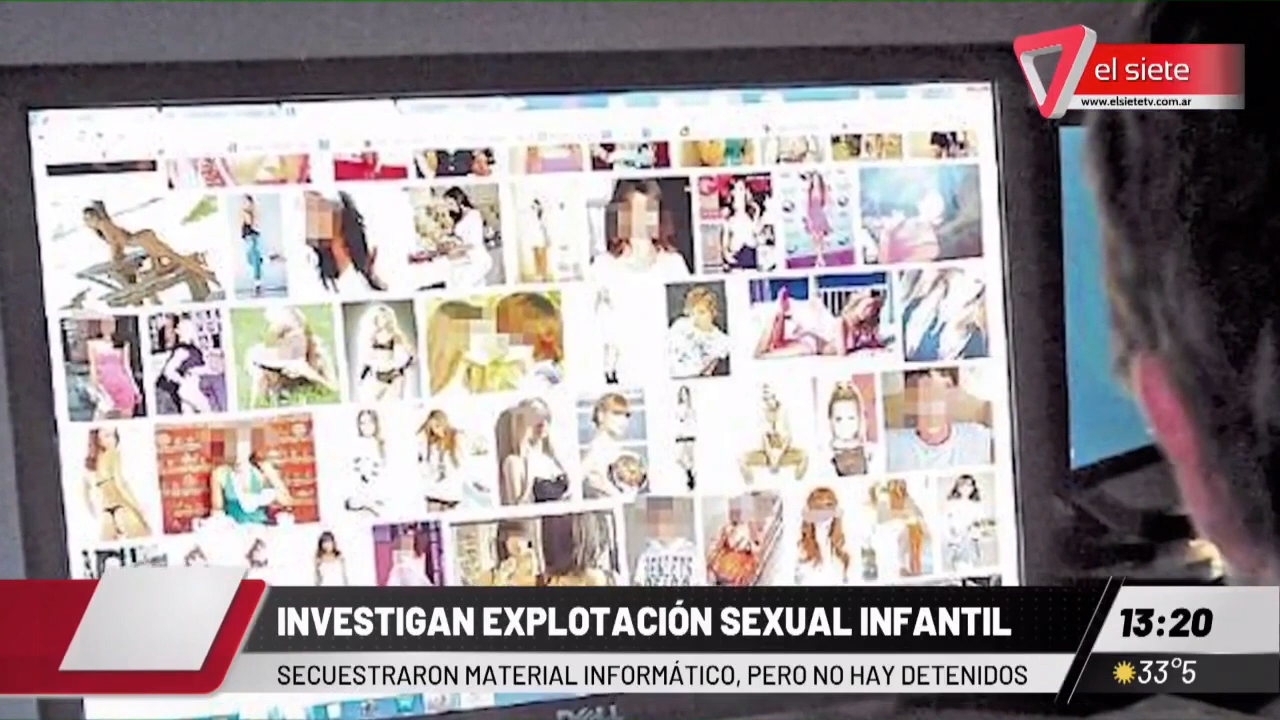 el siete
www.elsietetv.com.ar
INVESTIGAN EXPLOTACIÓN SEXUAL INFANTIL
13:20
SECUESTRARON MATERIAL INFORMÁTICO, PERO NO HAY DETENIDOS
33°5
DELL